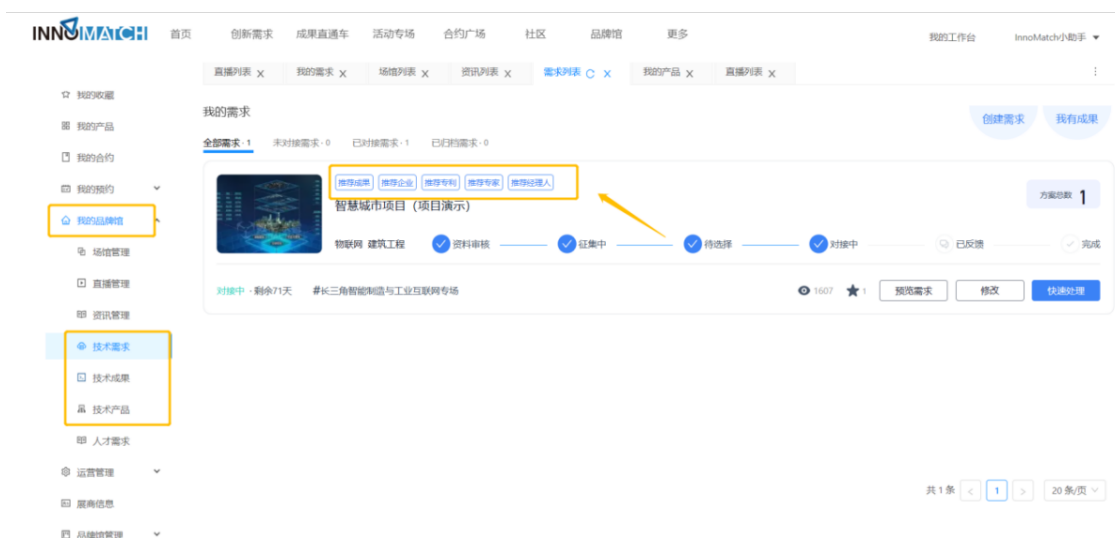 INNOMATCH 首页 创新需求 成果直通车 活动专场 合约广场 社区 品牌馆 更多 我的工作台 InnoMatch小助手
直播列表 X 我的需求 X 场馆列表 X 资讯列表 X 需求列表 X 我的产品 X 直播列表 X
我的收藏
我的产品
我的合约
我的预约
我的品牌馆
场馆管理
直播管理
资讯管理
技术需求
技术成果
技术产品
人才需求
运营管理
展商信息
品牌馆管理
我的需求
创建需求 我有成果
全部需求·1 未对接需求·0 已对接需求·1 已归档需求·0
推荐成果 推荐企业 推荐专利 推荐专家 推荐经理人
智慧城市项目（项目演示）
方案总数 1
物联网 建筑工程 资料审核 征集中 待选择 对接中 已反馈 完成
对接中 · 剩余71天 #长三角智能制造与工业互联网专场 1607 1 预览需求 修改 快速处理
共 1 条 < 1 > 20 条/页